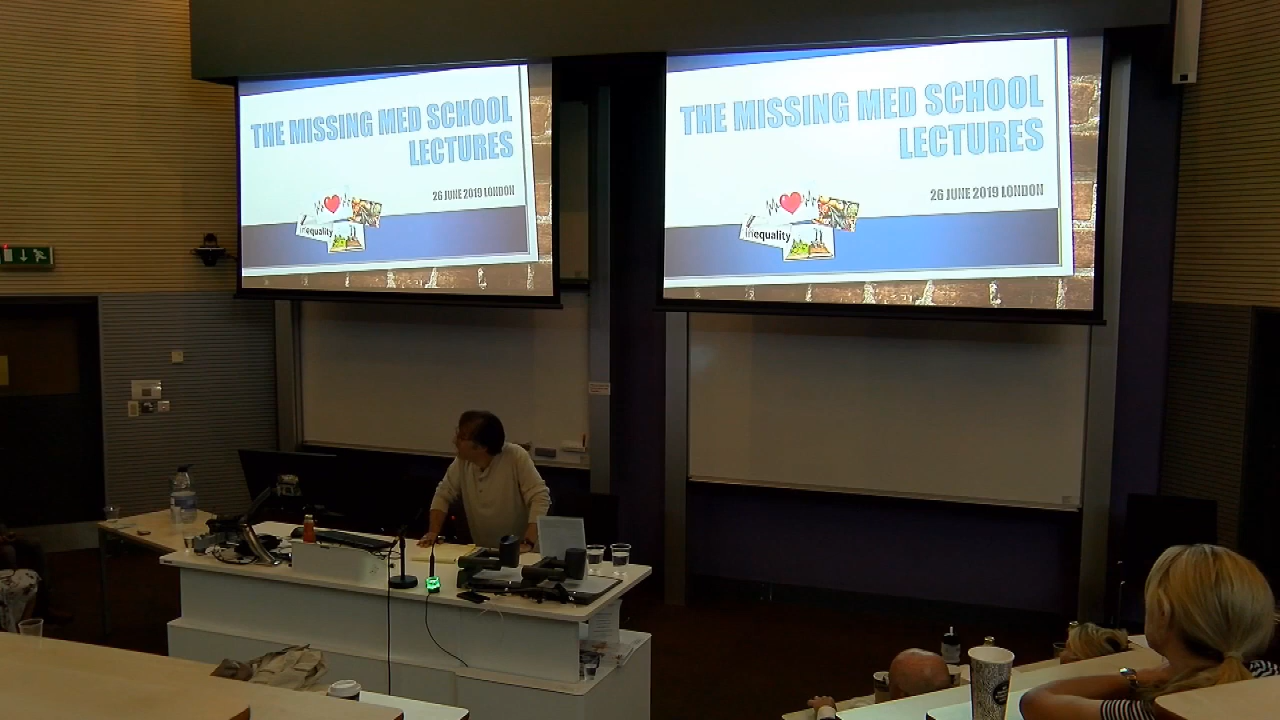 THE MISSING MED SCHOOL
LECTURES
26 JUNE 2019 LONDON
inequality
THE MISSING MED SCHOOL
LECTURES
26 JUNE 2019 LONDON
inequality